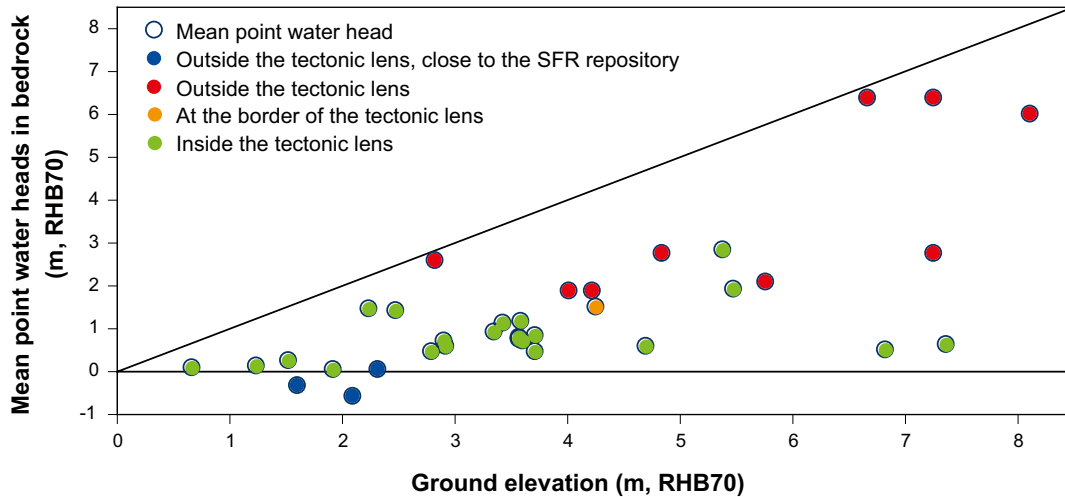 Mean point water head
Outside the tectonic lens, close to the SFR repository
Outside the tectonic lens
At the border of the tectonic lens
Inside the tectonic lens
Mean point water heads in bedrock
(m, RHB70)
8
7
6
5
4
3
2
1
0
-1
0 1 2 3 4 5 6 7 8
Ground elevation (m, RHB70)